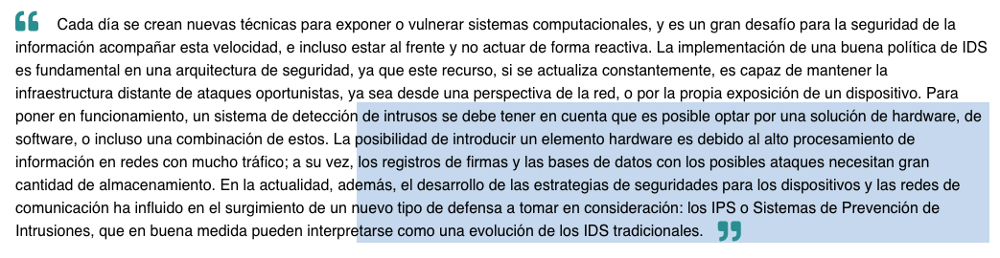 ❝ Cada día se crean nuevas técnicas para exponer o vulnerar sistemas computacionales, y es un gran desafío para la seguridad de la
información acompañar esta velocidad, e incluso estar al frente y no actuar de forma reactiva. La implementación de una buena política de IDS
es fundamental en una arquitectura de seguridad, ya que este recurso, si se actualiza constantemente, es capaz de mantener la
infraestructura distante de ataques oportunistas, ya sea desde una perspectiva de la red, o por la propia exposición de un dispositivo. Para
poner en funcionamiento, un sistema de detección de intrusos se debe tener en cuenta que es posible optar por una solución de hardware, de
software, o incluso una combinación de estos. La posibilidad de introducir un elemento hardware es debido al alto procesamiento de
información en redes con mucho tráfico; a su vez, los registros de firmas y las bases de datos con los posibles ataques necesitan gran
cantidad de almacenamiento. En la actualidad, además, el desarrollo de las estrategias de seguridades para los dispositivos y las redes de
comunicación ha influido en el surgimiento de un nuevo tipo de defensa a tomar en consideración: los IPS o Sistemas de Prevención de
Intrusiones, que en buena medida pueden interpretarse como una evolución de los IDS tradicionales. ❞